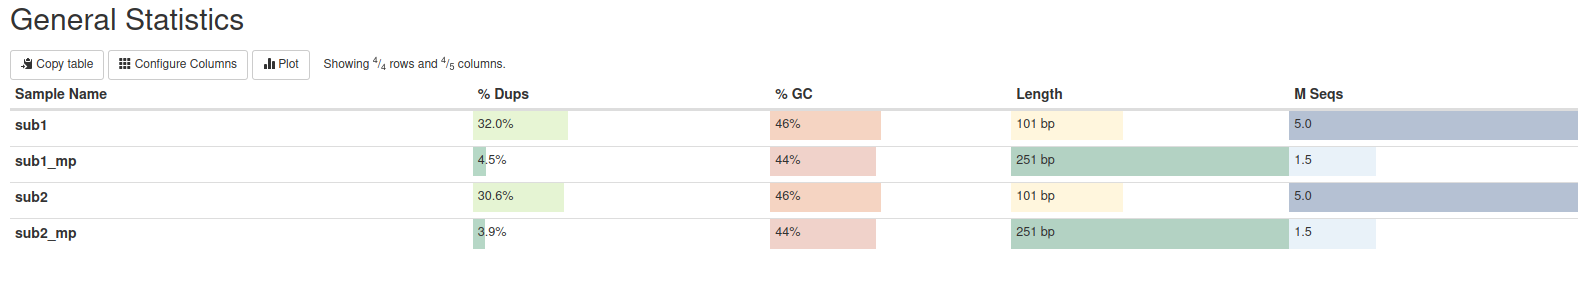 General Statistics
Copy table Configure Columns Plot Showing 4/4 rows and 4/5 columns.
Sample Name % Dups % GC Length M Seqs
sub1 32.0% 46% 101 bp 5.0
sub1_mp 4.5% 44% 251 bp 1.5
sub2 30.6% 46% 101 bp 5.0
sub2_mp 3.9% 44% 251 bp 1.5